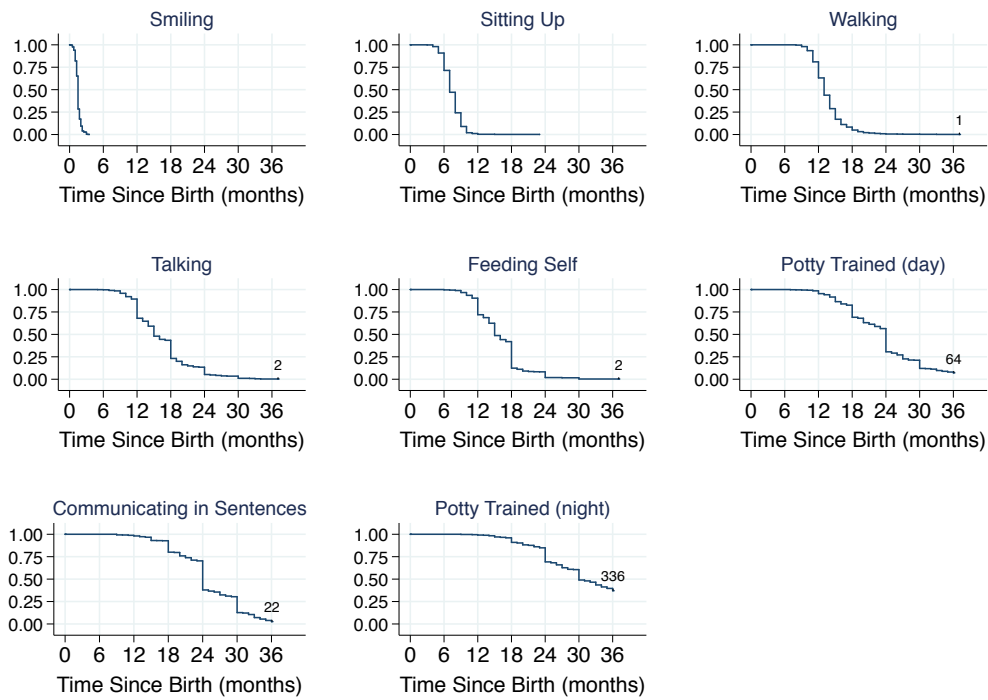 Smiling
1.00
0.75
0.50
0.25
0.00
0 6 12 18 24 30 36
Time Since Birth (months)
Sitting Up
1.00
0.75
0.50
0.25
0.00
0 6 12 18 24 30 36
Time Since Birth (months)
Walking
1.00
0.75
0.50
0.25
0.00
1
0 6 12 18 24 30 36
Time Since Birth (months)
Talking
1.00
0.75
0.50
0.25
0.00
2
0 6 12 18 24 30 36
Time Since Birth (months)
Feeding Self
1.00
0.75
0.50
0.25
0.00
2
0 6 12 18 24 30 36
Time Since Birth (months)
Potty Trained (day)
1.00
0.75
0.50
0.25
0.00
64
0 6 12 18 24 30 36
Time Since Birth (months)
Communicating in Sentences
1.00
0.75
0.50
0.25
0.00
22
0 6 12 18 24 30 36
Time Since Birth (months)
Potty Trained (night)
1.00
0.75
0.50
0.25
0.00
336
0 6 12 18 24 30 36
Time Since Birth (months)